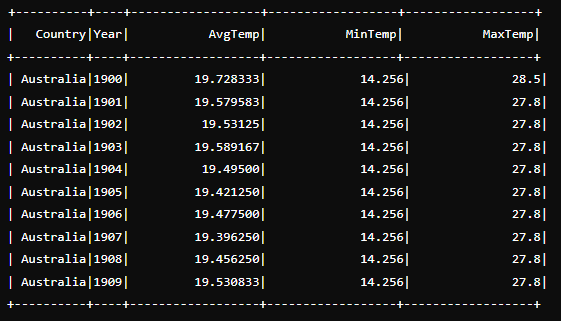 +----------+----+-----------------+-----------------+-----------------+
|   Country|Year|          AvgTemp|          MinTemp|          MaxTemp|
+----------+----+-----------------+-----------------+-----------------+
| Australia|1900|        19.728333|           14.256|             28.5|
| Australia|1901|        19.579583|           14.256|             27.8|
| Australia|1902|         19.53125|           14.256|             27.8|
| Australia|1903|        19.589167|           14.256|             27.8|
| Australia|1904|         19.49500|           14.256|             27.8|
| Australia|1905|        19.421250|           14.256|             27.8|
| Australia|1906|        19.477500|           14.256|             27.8|
| Australia|1907|        19.396250|           14.256|             27.8|
| Australia|1908|        19.456250|           14.256|             27.8|
| Australia|1909|        19.530833|           14.256|             27.8|
+----------+----+-----------------+-----------------+-----------------+